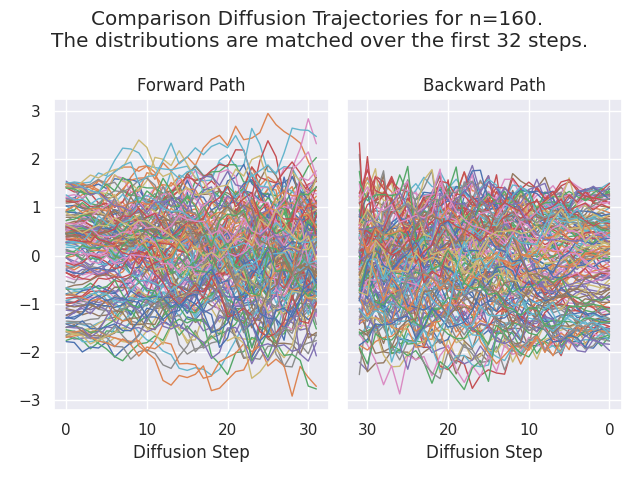 Comparison Diffusion Trajectories for n=160.
The distributions are matched over the first 32 steps.
Forward Path
Backward Path
3
2
1
0
−1
−2
−3
0 10 20 30
30 20 10 0
Diffusion Step
Diffusion Step